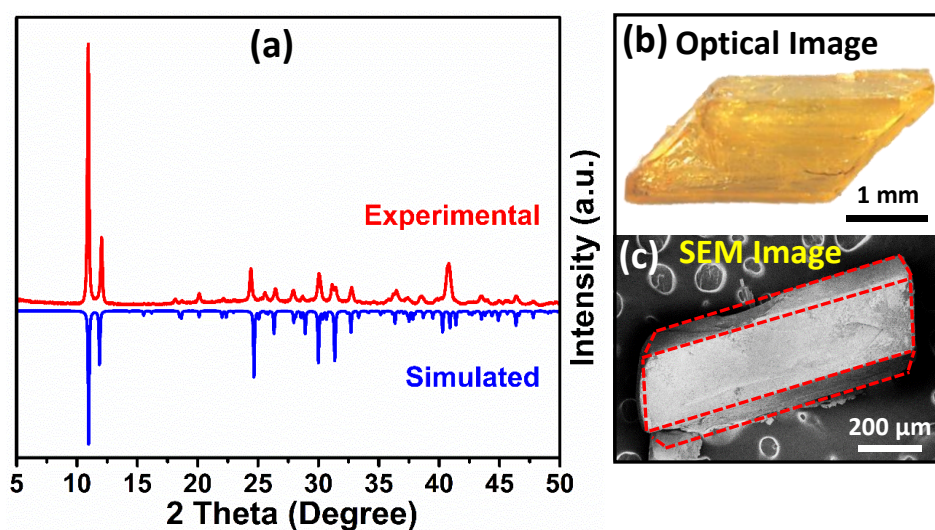 (a)
Experimental
Simulated
5 10 15 20 25 30 35 40 45 50
2 Theta (Degree)
Intensity (a.u.)
(b) Optical Image
1 mm
(c) SEM Image
200 µm